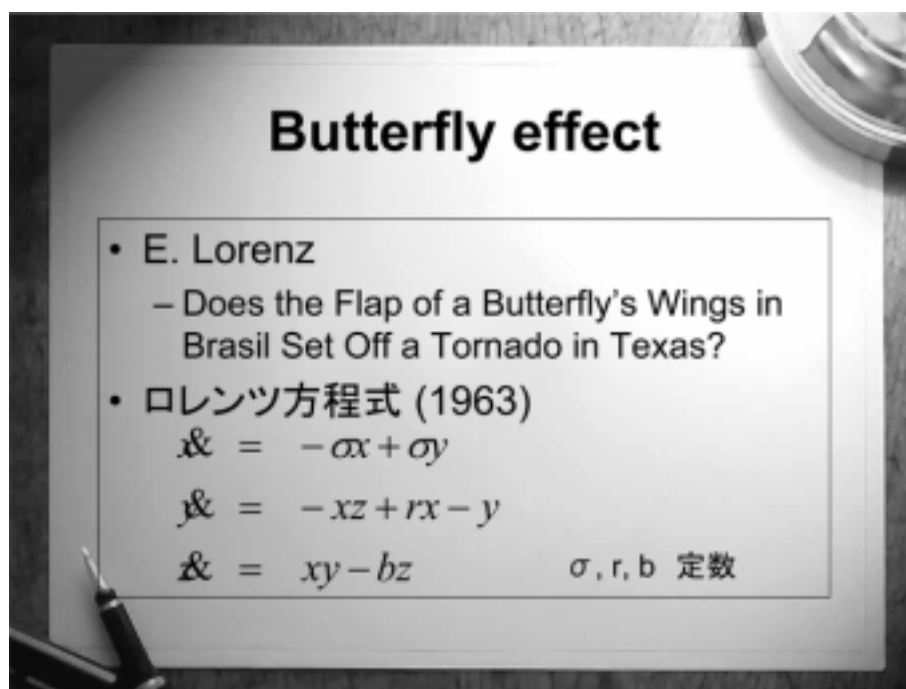 Butterfly effect
• E. Lorenz
– Does the Flap of a Butterfly's Wings in
Brasil Set Off a Tornado in Texas?
• ロレンツ方程式 (1963)
x& = −σx + σy
y& = −xz + rx − y
z& = xy − bz σ, r, b 定数